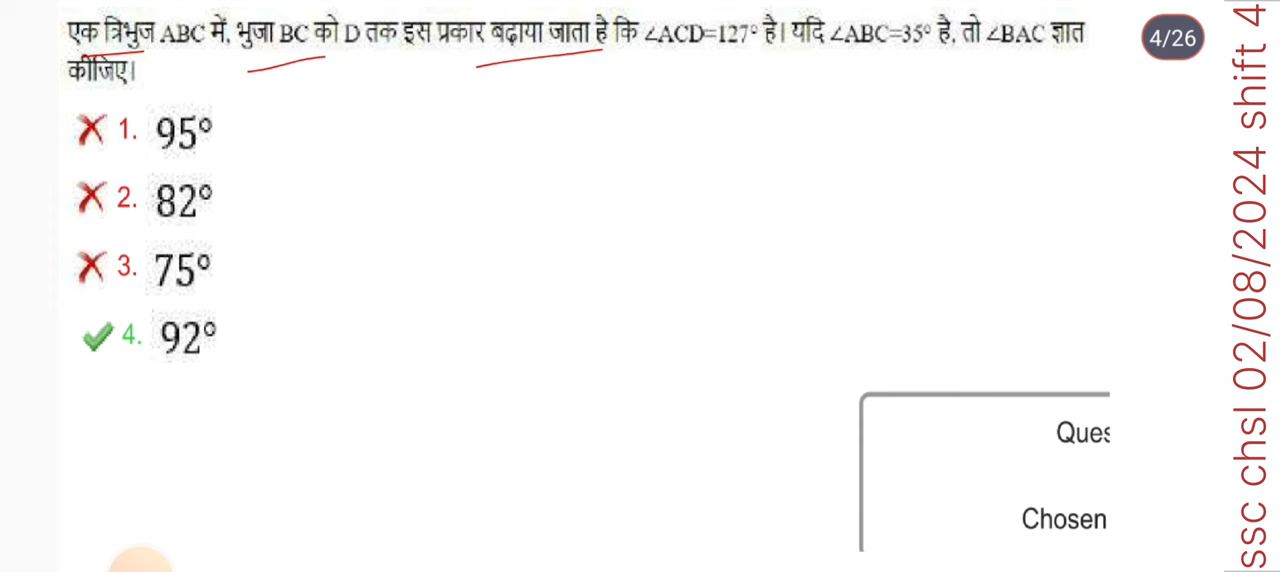 एक त्रिभुज ABC में, भुजा BC को D तक इस प्रकार बढ़ाया जाता है कि ∠ACD=127° है। यदि ∠ABC=35° है, तो ∠BAC ज्ञात
कीजिए।
1. 95°
2. 82°
3. 75°
4. 92°
4/26
Ques
Chosen
ssc chsl 02/08/2024 shift 4